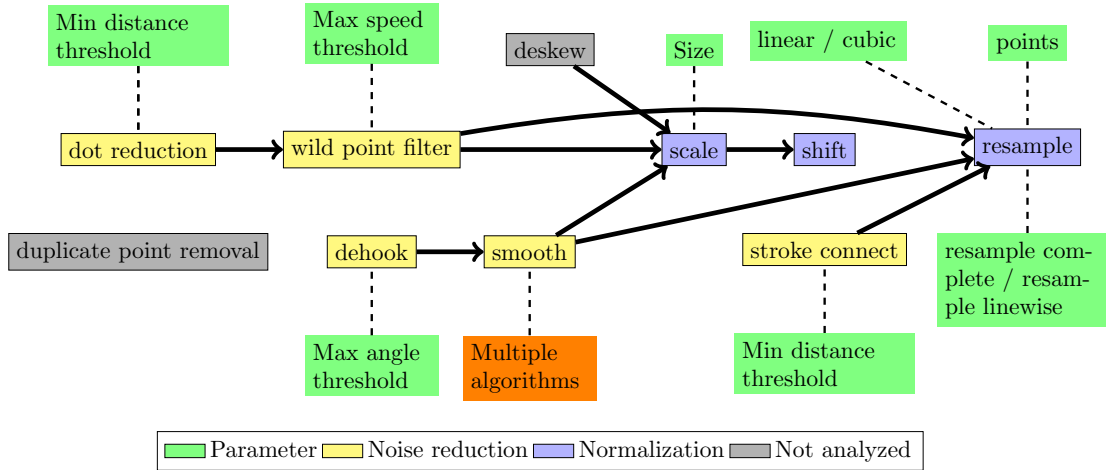 Min distance
threshold
Max speed
threshold
deskew
Size
linear / cubic
points
dot reduction
wild point filter
scale
shift
resample
duplicate point removal
dehook
smooth
stroke connect
resample com-
plete / resam-
ple linewise
Max angle
threshold
Multiple
algorithms
Min distance
threshold
Parameter
Noise reduction
Normalization
Not analyzed